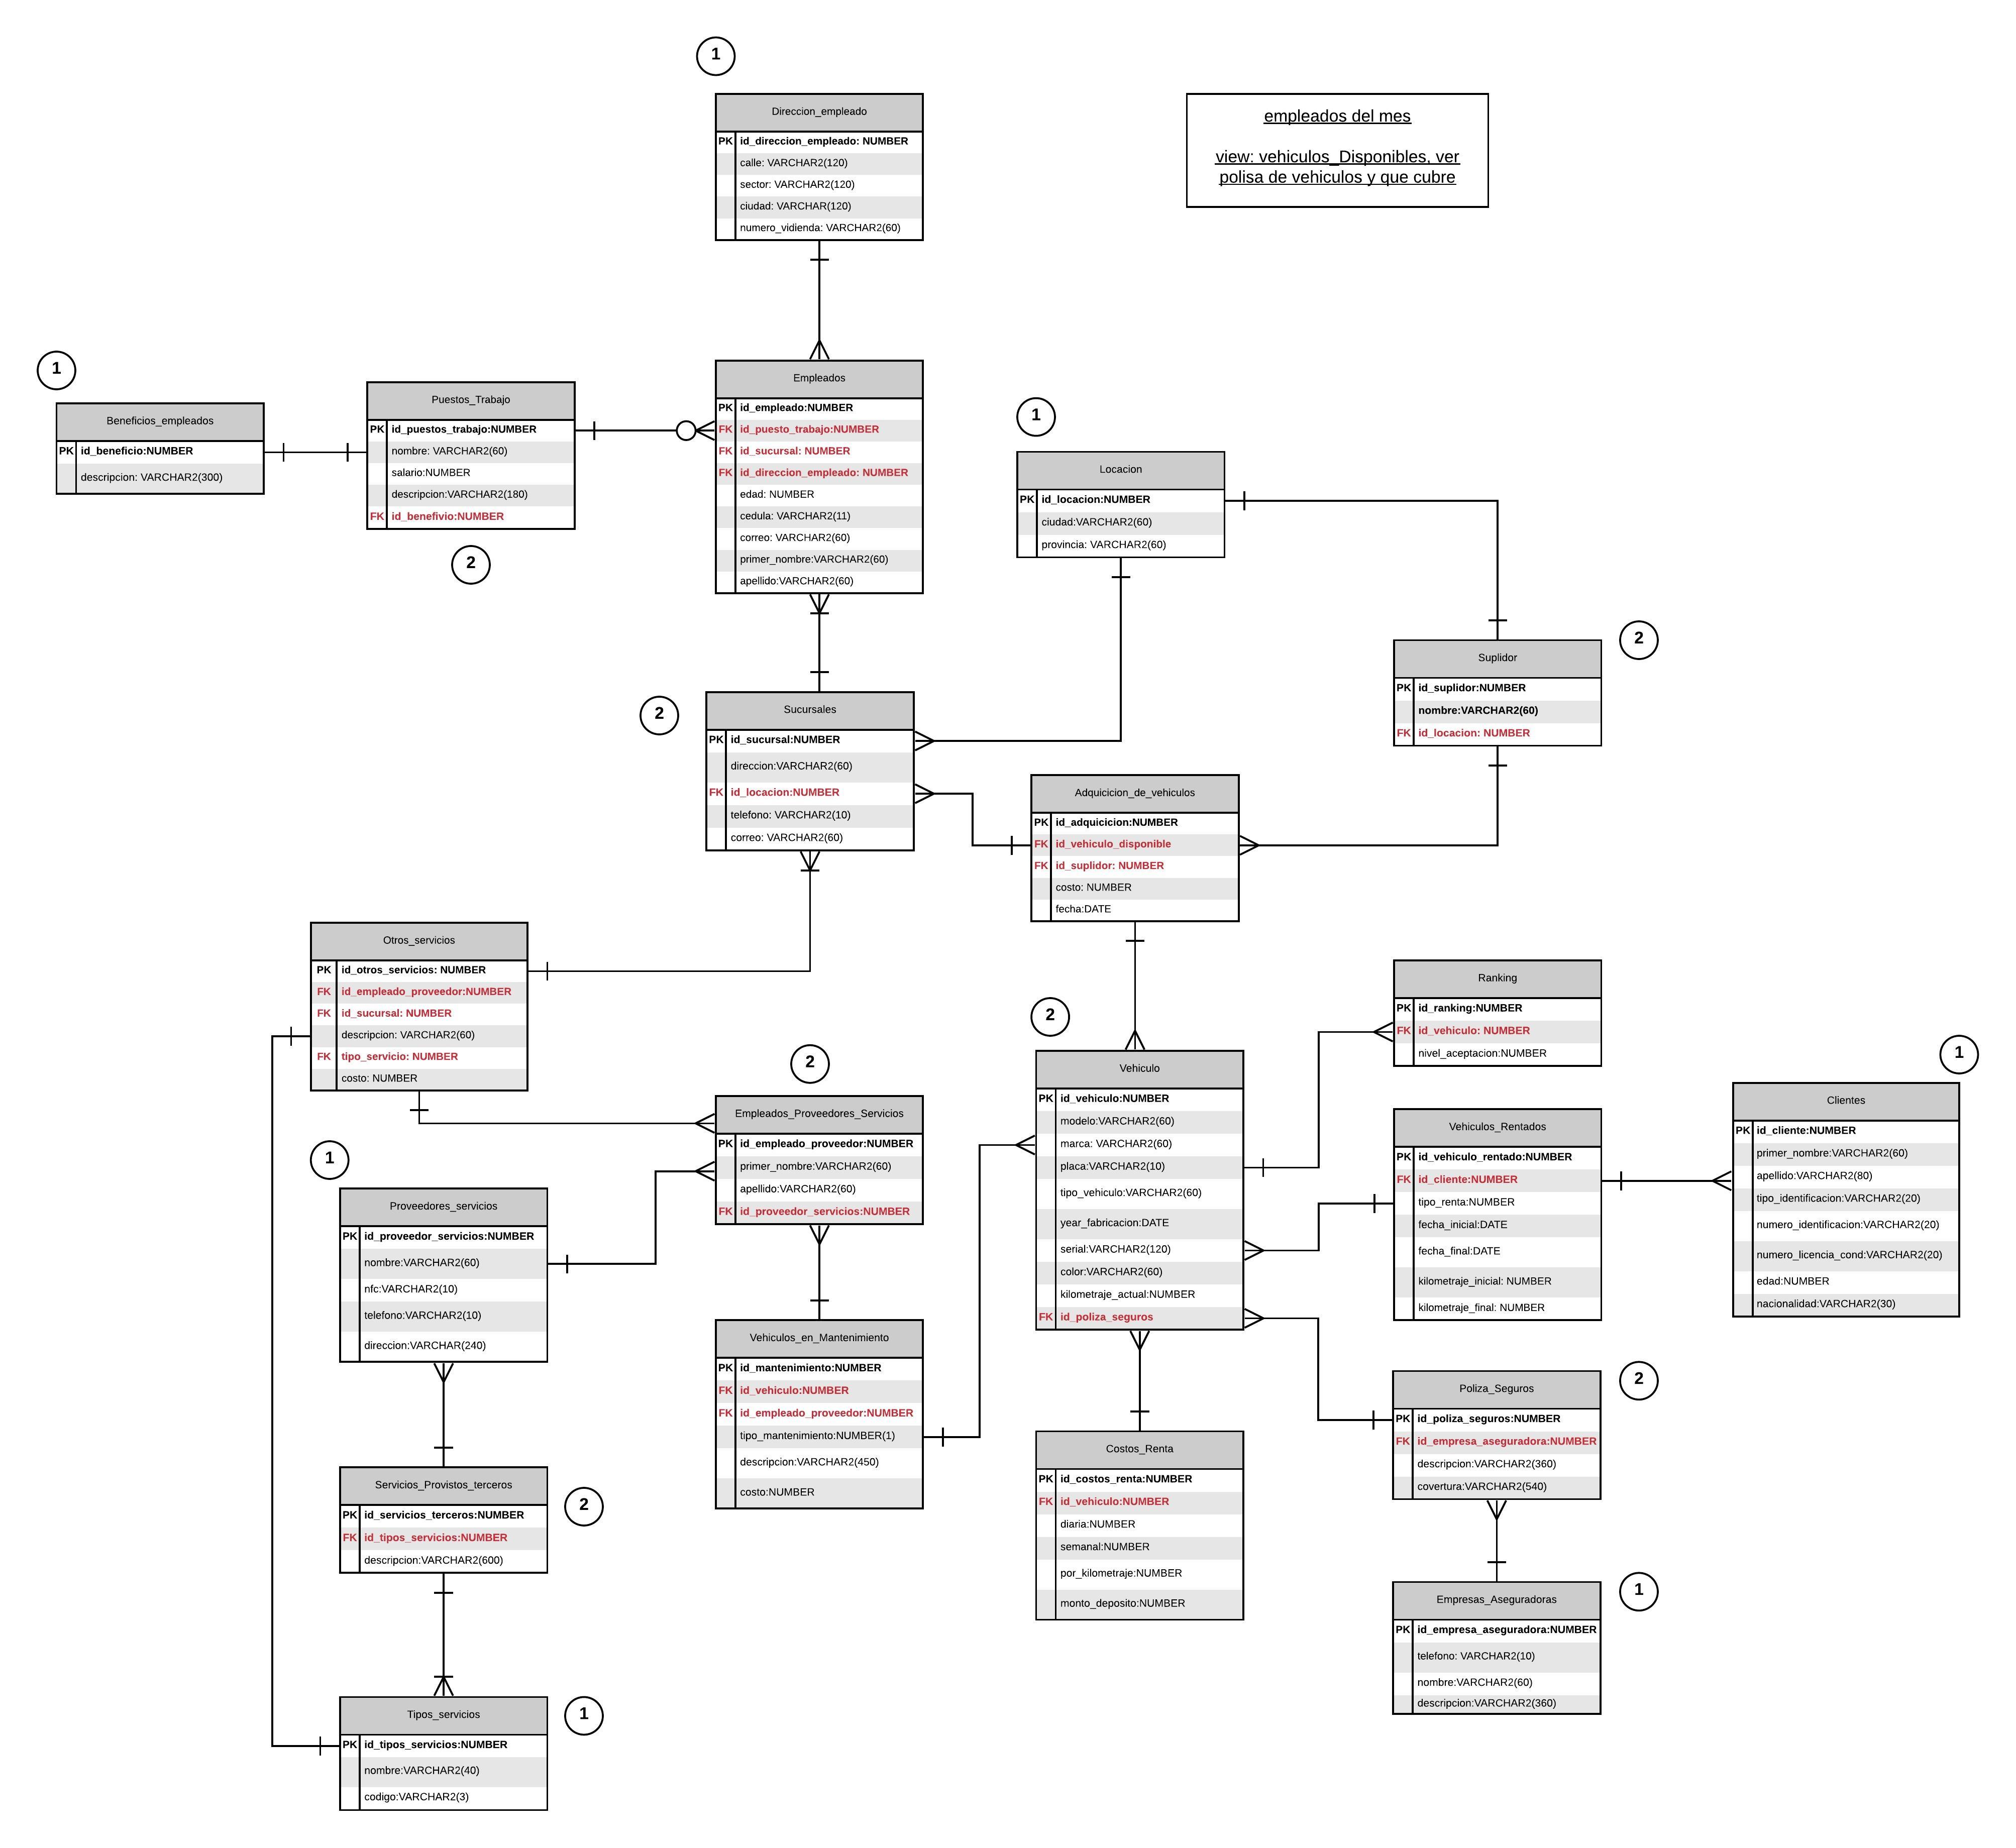 1
Direccion_empleado
PK id_direccion_empleado: NUMBER
calle: VARCHAR2(120)
sector: VARCHAR2(120)
ciudad: VARCHAR(120)
numero_vidienda: VARCHAR2(60)
empleados del mes
view: vehiculos_Disponibles, ver
polisa de vehiculos y que cubre
1
Beneficios_empleados
PK id_beneficio:NUMBER
descripcion: VARCHAR2(300)
Puestos_Trabajo
PK id_puestos_trabajo:NUMBER
nombre: VARCHAR2(60)
salario:NUMBER
descripcion:VARCHAR2(180)
FK id_benefivio:NUMBER
2
Empleados
PK id_empleado:NUMBER
FK id_puesto_trabajo:NUMBER
FK id_sucursal: NUMBER
FK id_direccion_empleado: NUMBER
edad: NUMBER
cedula: VARCHAR2(11)
correo: VARCHAR2(60)
primer_nombre:VARCHAR2(60)
apellido:VARCHAR2(60)
1
Locacion
PK id_locacion:NUMBER
ciudad:VARCHAR2(60)
provincia: VARCHAR2(60)
2
Suplidor
PK id_suplidor:NUMBER
nombre:VARCHAR2(60)
FK id_locacion: NUMBER
2
Sucursales
PK id_sucursal:NUMBER
direccion:VARCHAR2(60)
FK id_locacion:NUMBER
telefono: VARCHAR2(10)
correo: VARCHAR2(60)
Adquicicion_de_vehiculos
PK id_adquicicion:NUMBER
FK id_vehiculo_disponible
FK id_suplidor: NUMBER
costo: NUMBER
fecha:DATE
Otros_servicios
PK id_otros_servicios: NUMBER
FK id_empleado_proveedor:NUMBER
FK id_sucursal: NUMBER
descripcion: VARCHAR2(60)
FK tipo_servicio: NUMBER
costo: NUMBER
2
Empleados_Proveedores_Servicios
PK id_empleado_proveedor:NUMBER
primer_nombre:VARCHAR2(60)
apellido:VARCHAR2(60)
FK id_proveedor_servicios:NUMBER
2
Vehiculo
PK id_vehiculo:NUMBER
modelo:VARCHAR2(60)
marca: VARCHAR2(60)
placa:VARCHAR2(10)
tipo_vehiculo:VARCHAR2(60)
year_fabricacion:DATE
serial:VARCHAR2(120)
color:VARCHAR2(60)
kilometraje_actual:NUMBER
FK id_poliza_seguros
Ranking
PK id_ranking:NUMBER
FK id_vehiculo: NUMBER
nivel_aceptacion:NUMBER
Vehiculos_Rentados
PK id_vehiculo_rentado:NUMBER
FK id_cliente:NUMBER
tipo_renta:NUMBER
fecha_inicial:DATE
fecha_final:DATE
kilometraje_inicial: NUMBER
kilometraje_final: NUMBER
1
Clientes
PK id_cliente:NUMBER
primer_nombre:VARCHAR2(60)
apellido:VARCHAR2(80)
tipo_identificacion:VARCHAR2(20)
numero_identificacion:VARCHAR2(20)
numero_licencia_cond:VARCHAR2(20)
edad:NUMBER
nacionalidad:VARCHAR2(30)
1
Proveedores_servicios
PK id_proveedor_servicios:NUMBER
nombre:VARCHAR2(60)
nfc:VARCHAR2(10)
telefono:VARCHAR2(10)
direccion:VARCHAR(240)
Vehiculos_en_Mantenimiento
PK id_mantenimiento:NUMBER
FK id_vehiculo:NUMBER
FK id_empleado_proveedor:NUMBER
tipo_mantenimiento:NUMBER(1)
descripcion:VARCHAR2(450)
costo:NUMBER
Costos_Renta
PK id_costos_renta:NUMBER
FK id_vehiculo:NUMBER
diaria:NUMBER
semanal:NUMBER
por_kilometraje:NUMBER
monto_deposito:NUMBER
2
Poliza_Seguros
PK id_poliza_seguros:NUMBER
FK id_empresa_aseguradora:NUMBER
descripcion:VARCHAR2(360)
covertura:VARCHAR2(540)
Servicios_Provistos_terceros
PK id_servicios_terceros:NUMBER
FK id_tipos_servicios:NUMBER
descripcion:VARCHAR2(600)
2
1
Empresas_Aseguradoras
PK id_empresa_aseguradora:NUMBER
telefono: VARCHAR2(10)
nombre:VARCHAR2(60)
descripcion:VARCHAR2(360)
Tipos_servicios
PK id_tipos_servicios:NUMBER
nombre:VARCHAR2(40)
codigo:VARCHAR2(3)
1